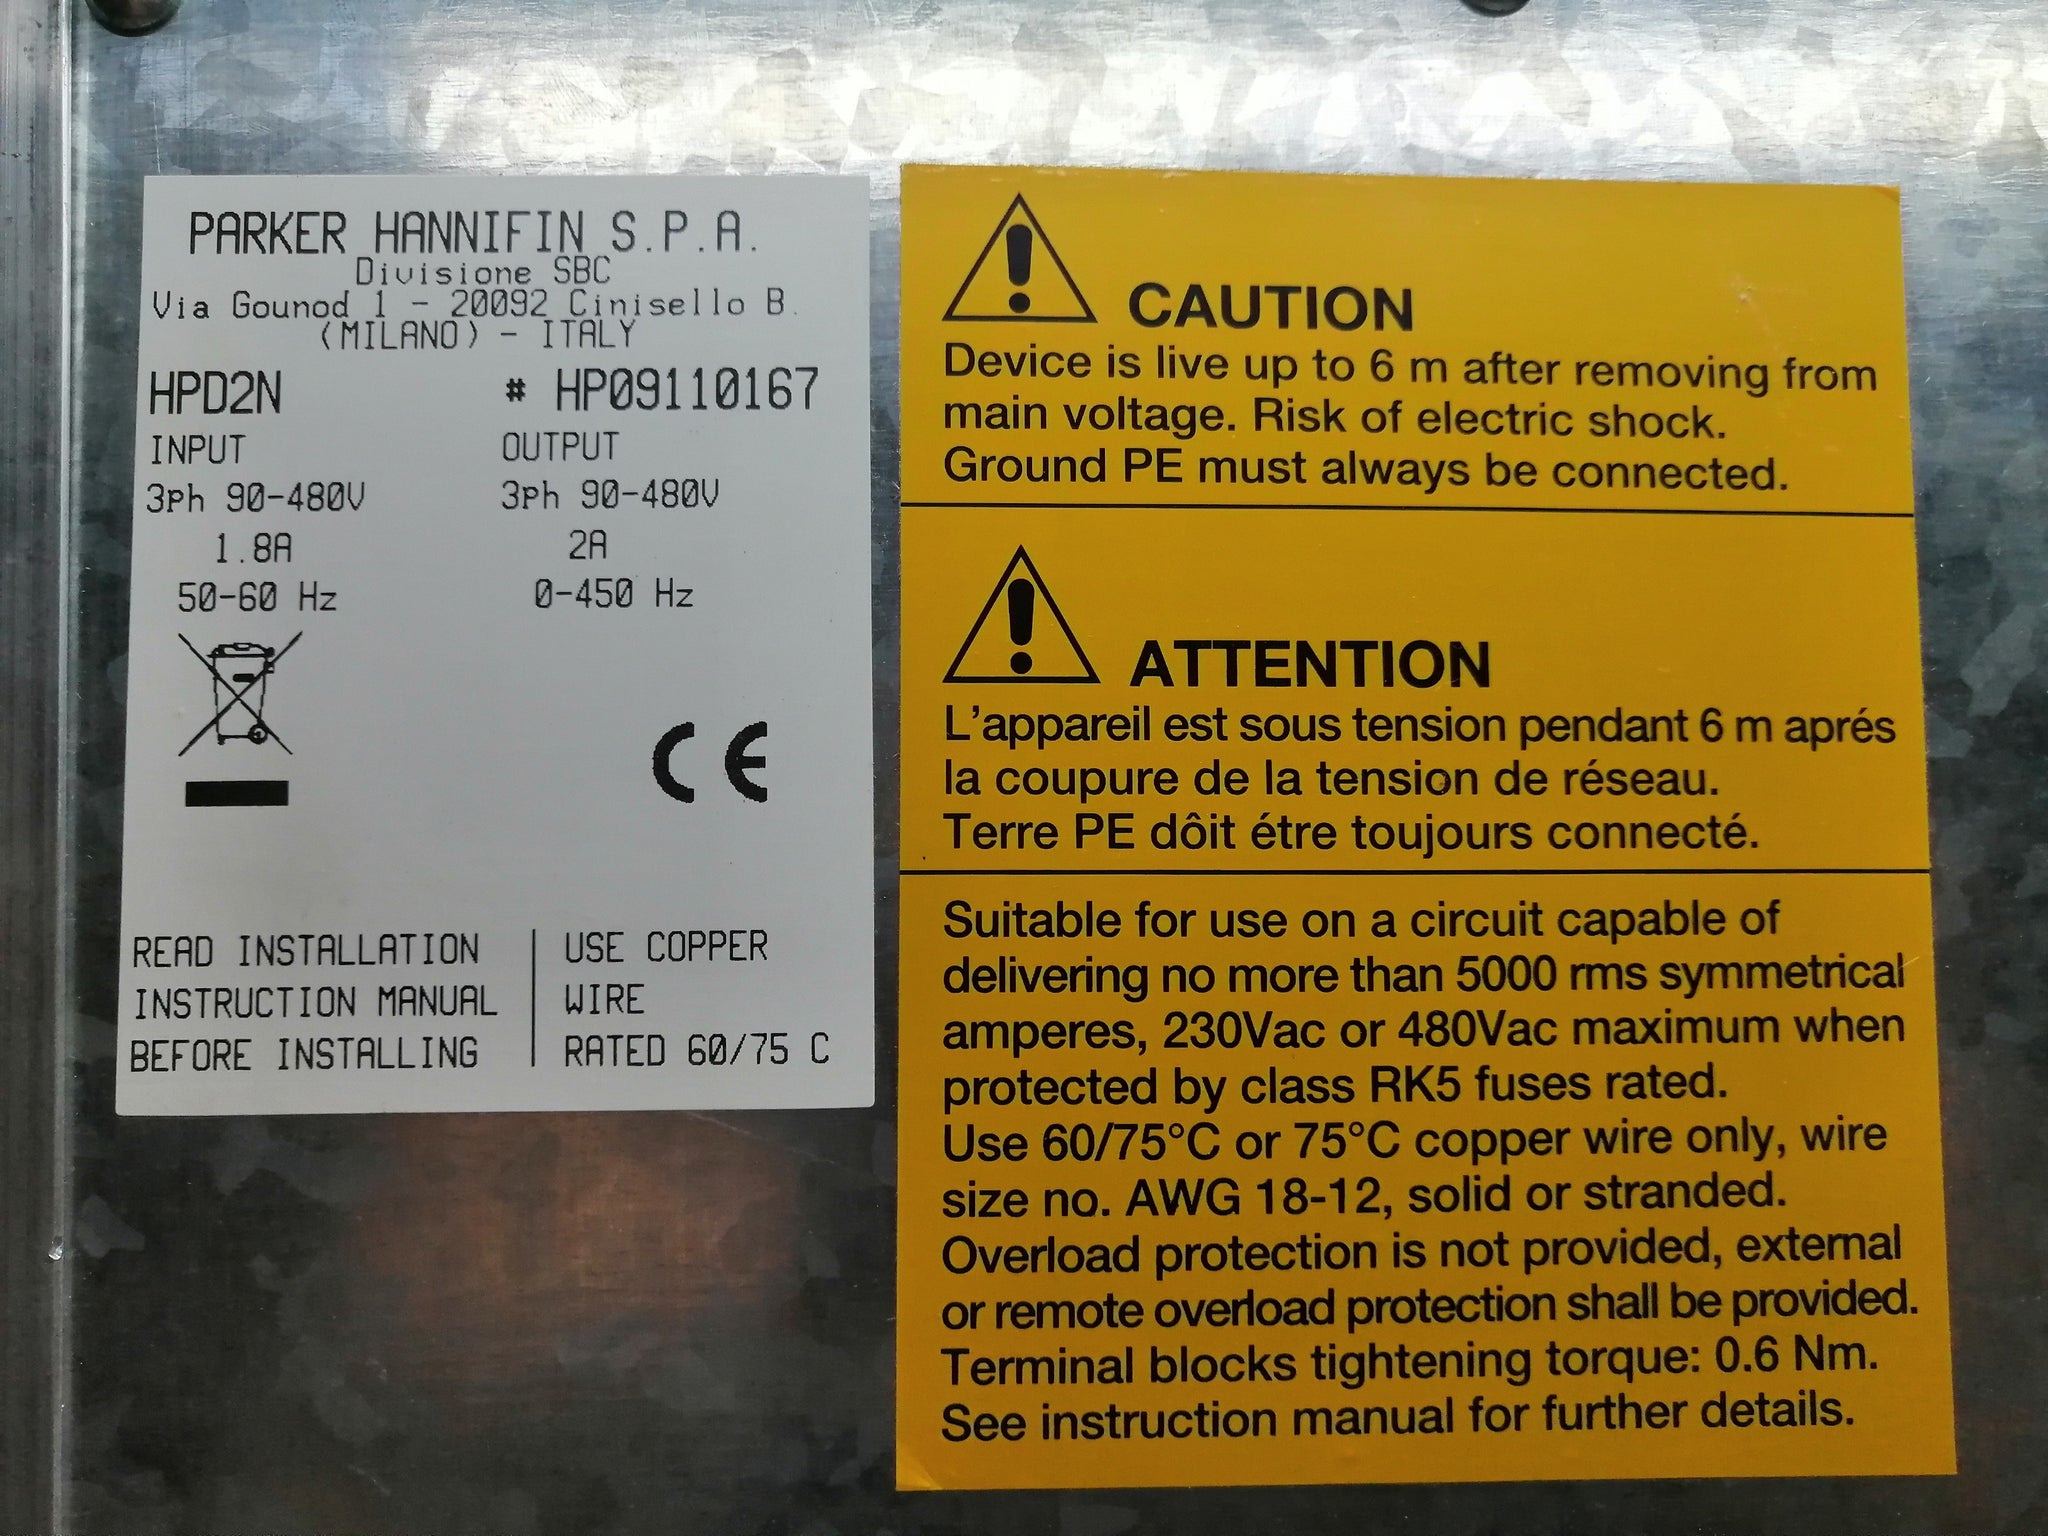 PARKER HANNIFIN S.P.A.
Divisione SBC
Via Gounod 1 - 20092 Cinisello B.
(MILANO) - ITALY
HPD2N # HP09110167
INPUT OUTPUT
3ph 90-480V 3ph 90-480V
1.8A 2A
50-60 Hz 0-450 Hz
CE
READ INSTALLATION
INSTRUCTION MANUAL
BEFORE INSTALLING
USE COPPER
WIRE
RATED 60/75 C
CAUTION
Device is live up to 6 m after removing from
main voltage. Risk of electric shock.
Ground PE must always be connected.
ATTENTION
L'appareil est sous tension pendant 6 m aprés
la coupure de la tension de réseau.
Terre PE dôit étre toujours connecté.
Suitable for use on a circuit capable of
delivering no more than 5000 rms symmetrical
amperes, 230Vac or 480Vac maximum when
protected by class RK5 fuses rated.
Use 60/75°C or 75°C copper wire only, wire
size no. AWG 18-12, solid or stranded.
Overload protection is not provided, external
or remote overload protection shall be provided.
Terminal blocks tightening torque: 0.6 Nm.
See instruction manual for further details.